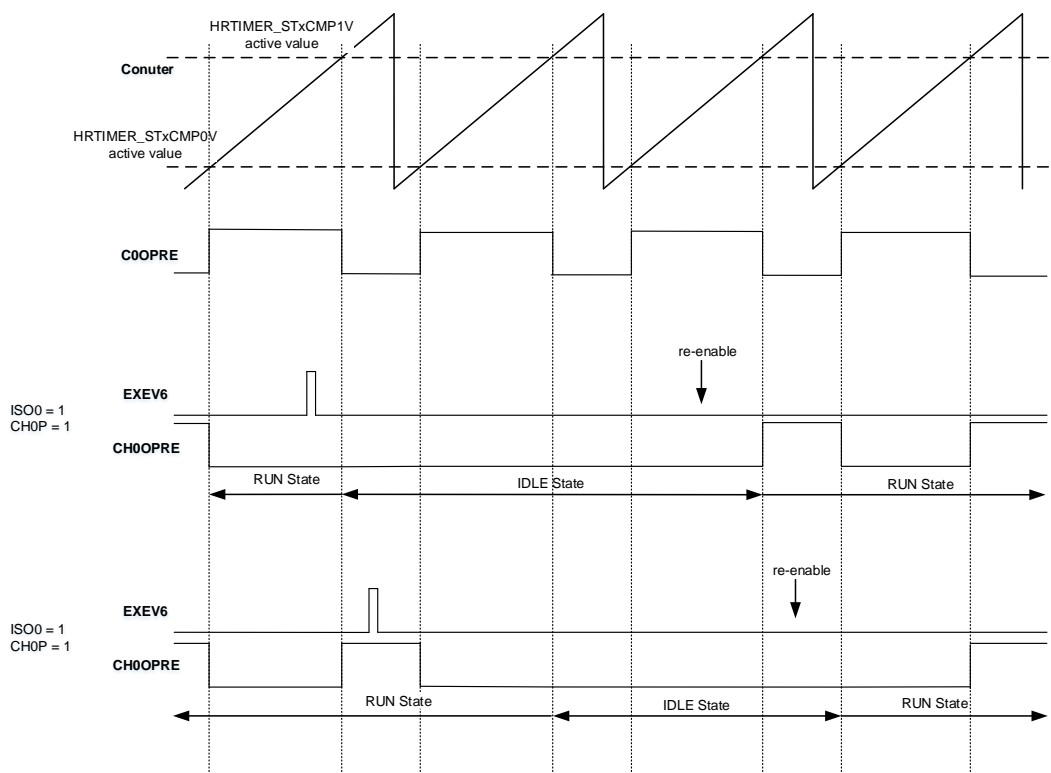 HRTIMER_STxCMP1V
active value
Conuter
HRTIMER_STxCMP0V
active value
C0OPRE
re-enable
EXEV6
ISO0 = 1
CH0P = 1
CH0OPRE
RUN State
IDLE State
RUN State
re-enable
EXEV6
ISO0 = 1
CH0P = 1
CH0OPRE
RUN State
IDLE State
RUN State